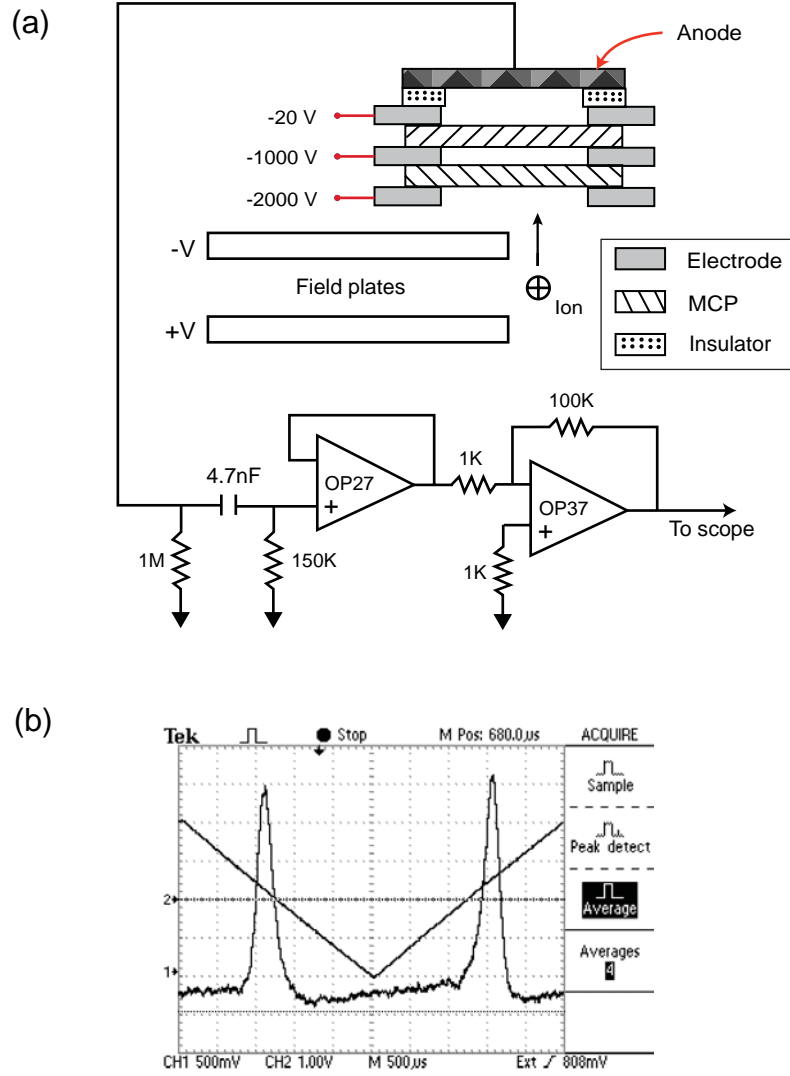 (a)
Anode
-20 V
-1000 V
-2000 V
-V
Field plates
+V
Ion
Electrode
MCP
Insulator
100K
1K
4.7nF
OP27
+
OP37
+
To scope
1M
150K
1K
(b)
Tek Stop M Pos: 680.0µs ACQUIRE
Sample
Peak detect
2
Average
1
Averages
4
CH1 500mV CH2 1.00V M 500µs Ext 808mV